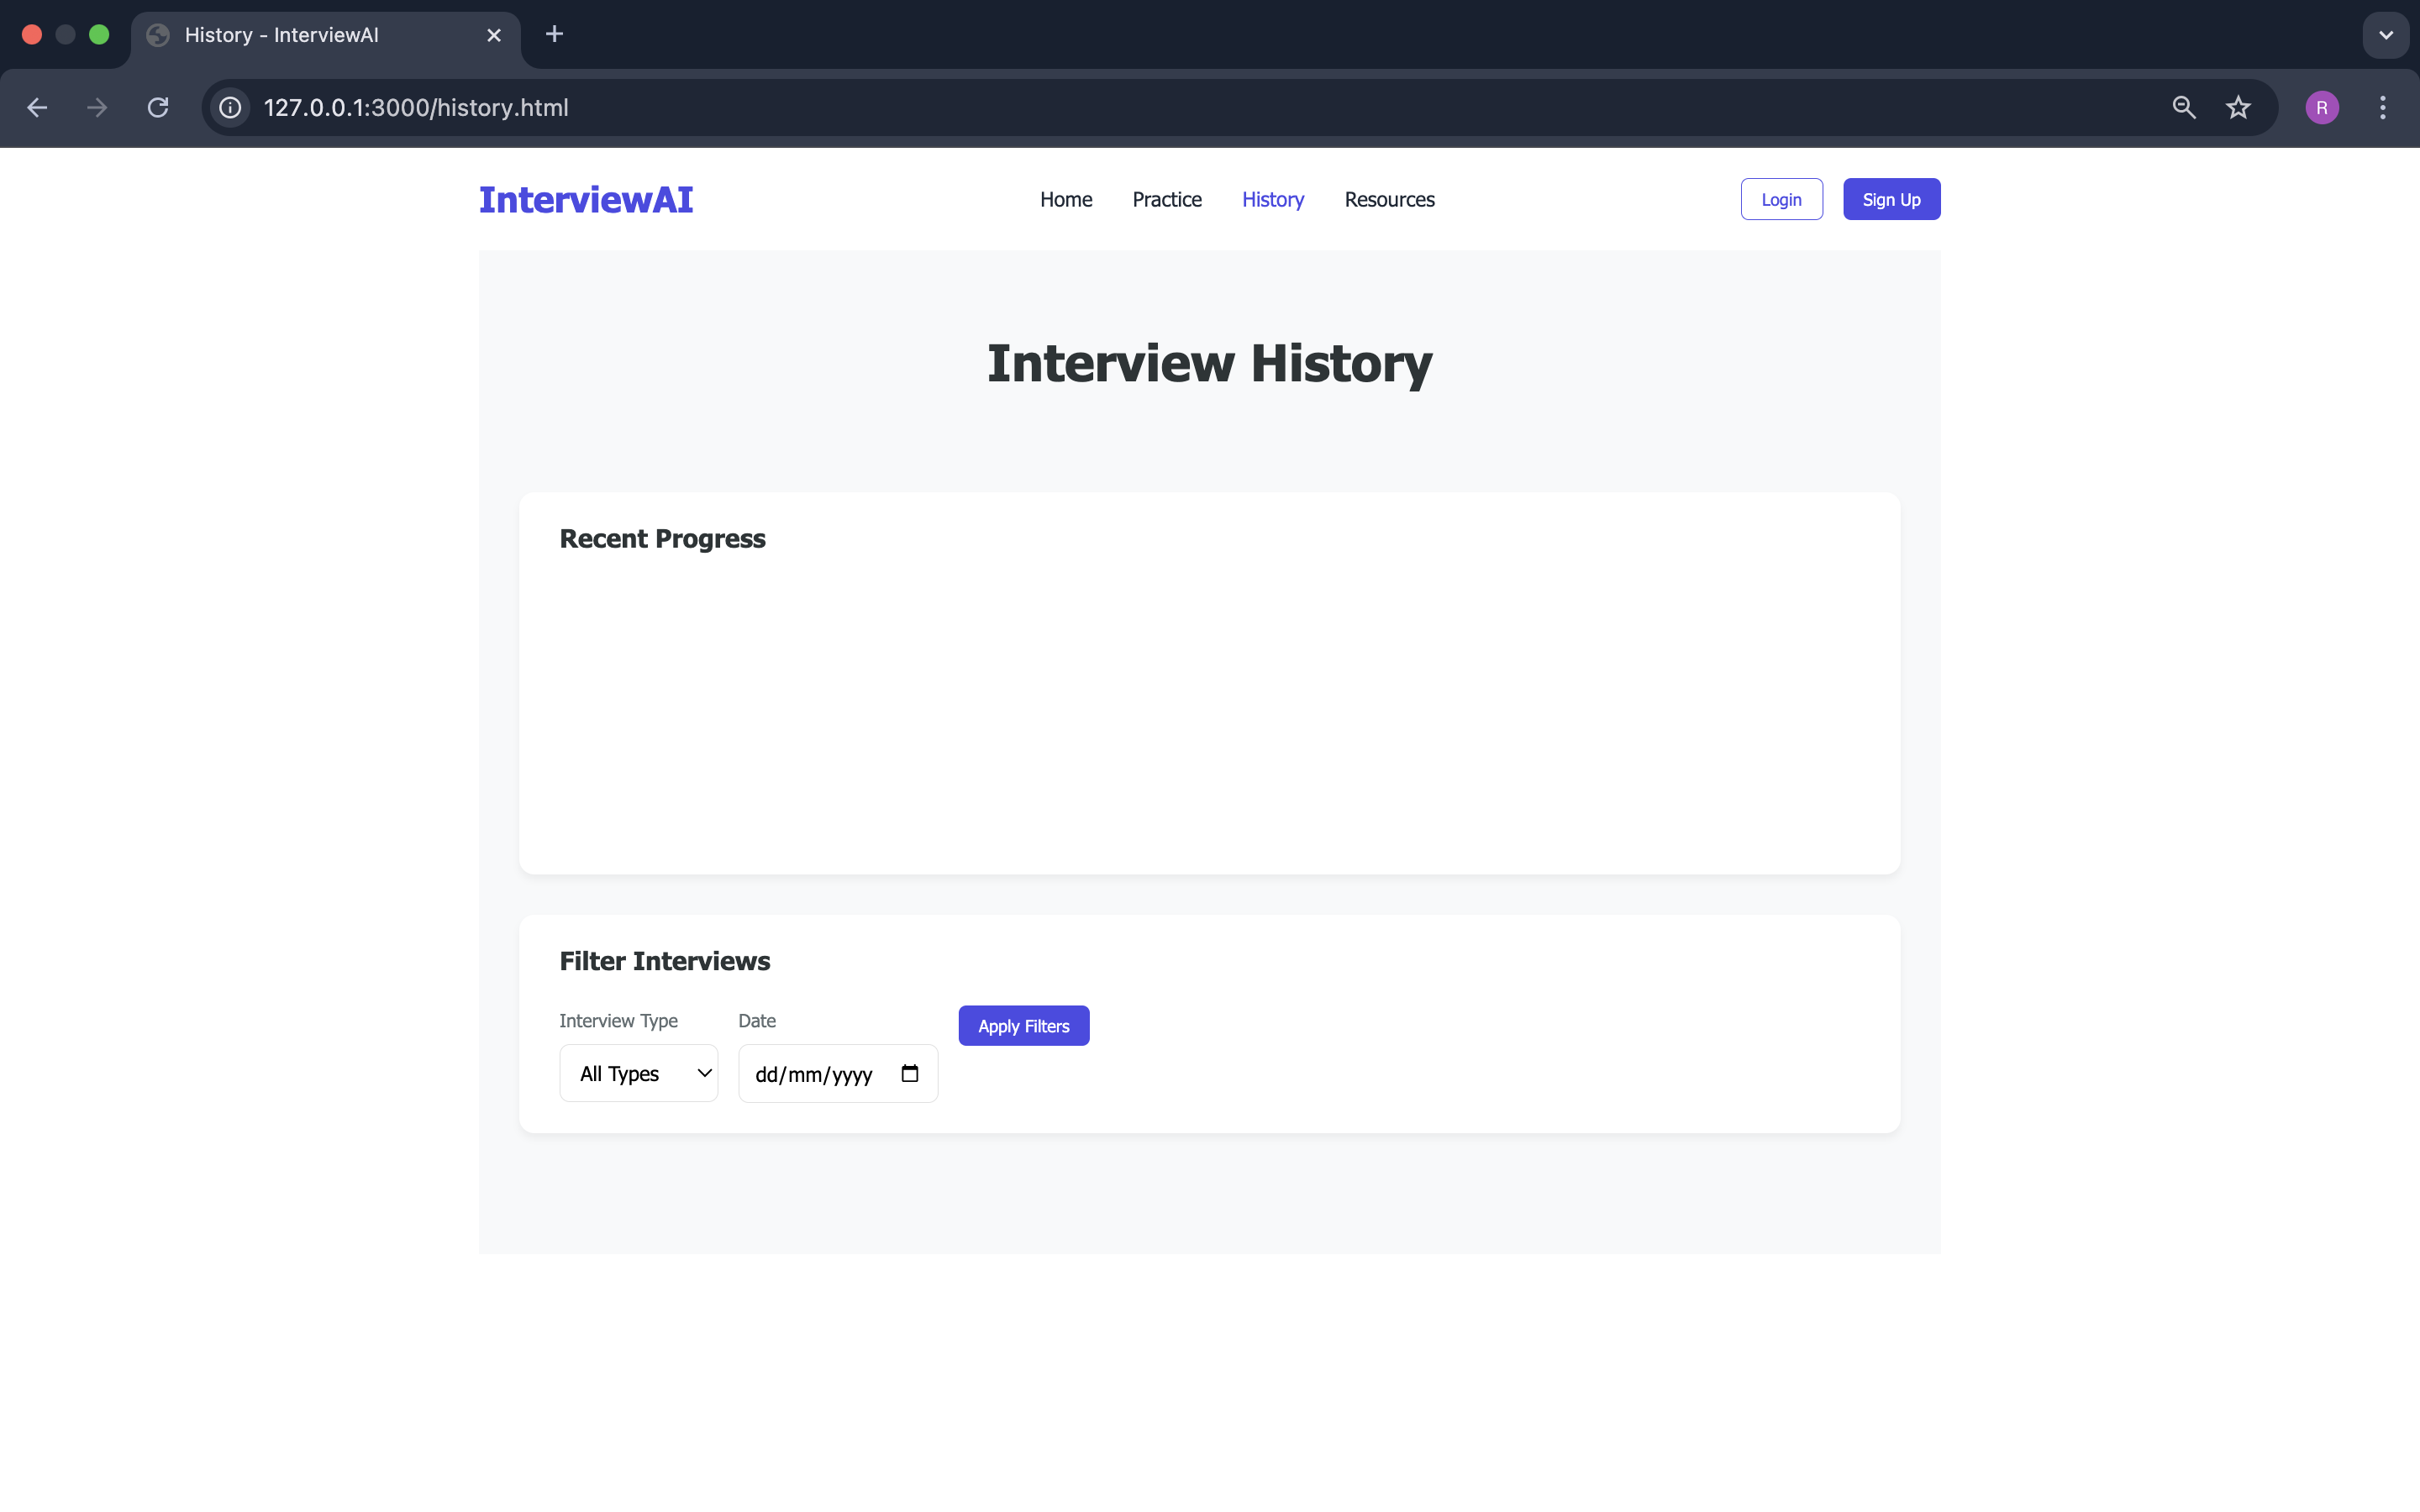 History - InterviewAI
127.0.0.1:3000/history.html
R
InterviewAI
Home Practice History Resources
Login Sign Up
Interview History
Recent Progress
Filter Interviews
Interview Type Date Apply Filters
All Types dd/mm/yyyy